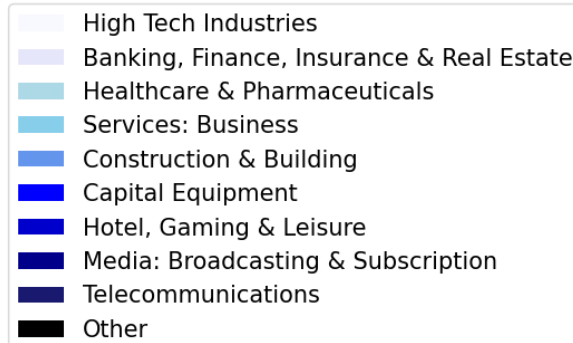 High Tech Industries
Banking, Finance, Insurance & Real Estate
Healthcare & Pharmaceuticals
Services: Business
Construction & Building
Capital Equipment
Hotel, Gaming & Leisure
Media: Broadcasting & Subscription
Telecommunications
Other